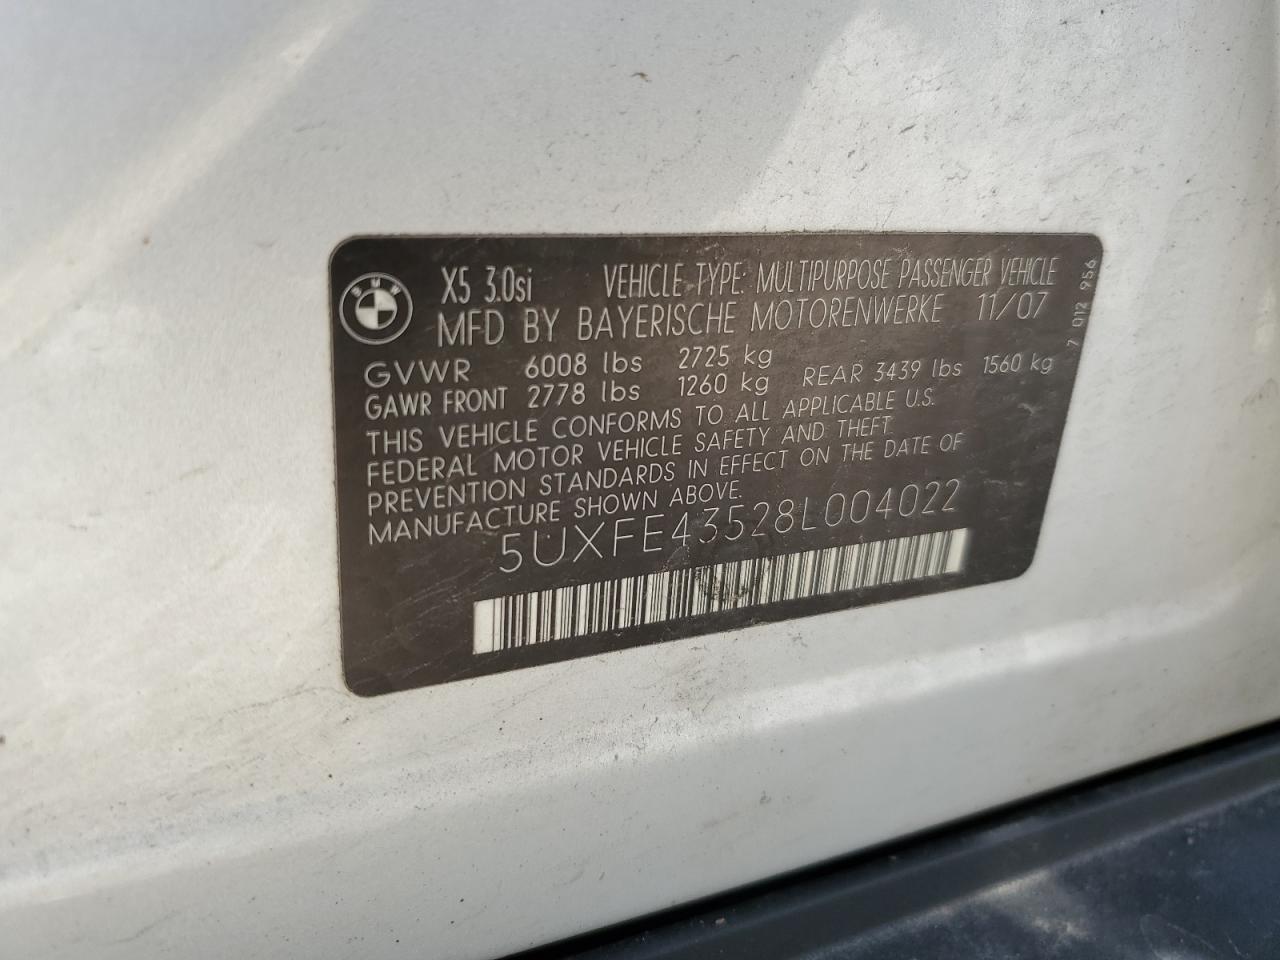 BMW
X5 3.0si VEHICLE TYPE: MULTIPURPOSE PASSENGER VEHICLE
MFD BY BAYERISCHE MOTORENWERKE 11/07
GVWR 6008 lbs 2725 kg
GAWR FRONT 2778 lbs 1260 kg REAR 3439 lbs 1560 kg
THIS VEHICLE CONFORMS TO ALL APPLICABLE U.S.
FEDERAL MOTOR VEHICLE SAFETY AND THEFT
PREVENTION STANDARDS IN EFFECT ON THE DATE OF
MANUFACTURE SHOWN ABOVE.
5UXFE43528L004022
7 012 956